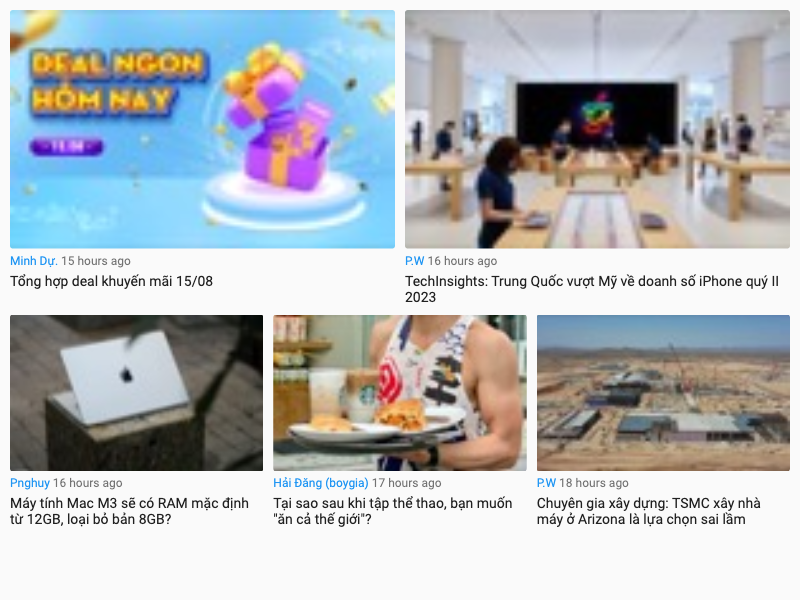 DEAL NGON
HÔM NAY
Minh Dự. 15 hours ago
Tổng hợp deal khuyến mãi 15/08
P.W 16 hours ago
TechInsights: Trung Quốc vượt Mỹ về doanh số iPhone quý II
2023
Pnghuy 16 hours ago
Máy tính Mac M3 sẽ có RAM mặc định
từ 12GB, loại bỏ bản 8GB?
Hải Đăng (boygia) 17 hours ago
Tại sao sau khi tập thể thao, bạn muốn
"ăn cả thế giới"?
P.W 18 hours ago
Chuyên gia xây dựng: TSMC xây nhà
máy ở Arizona là lựa chọn sai lầm